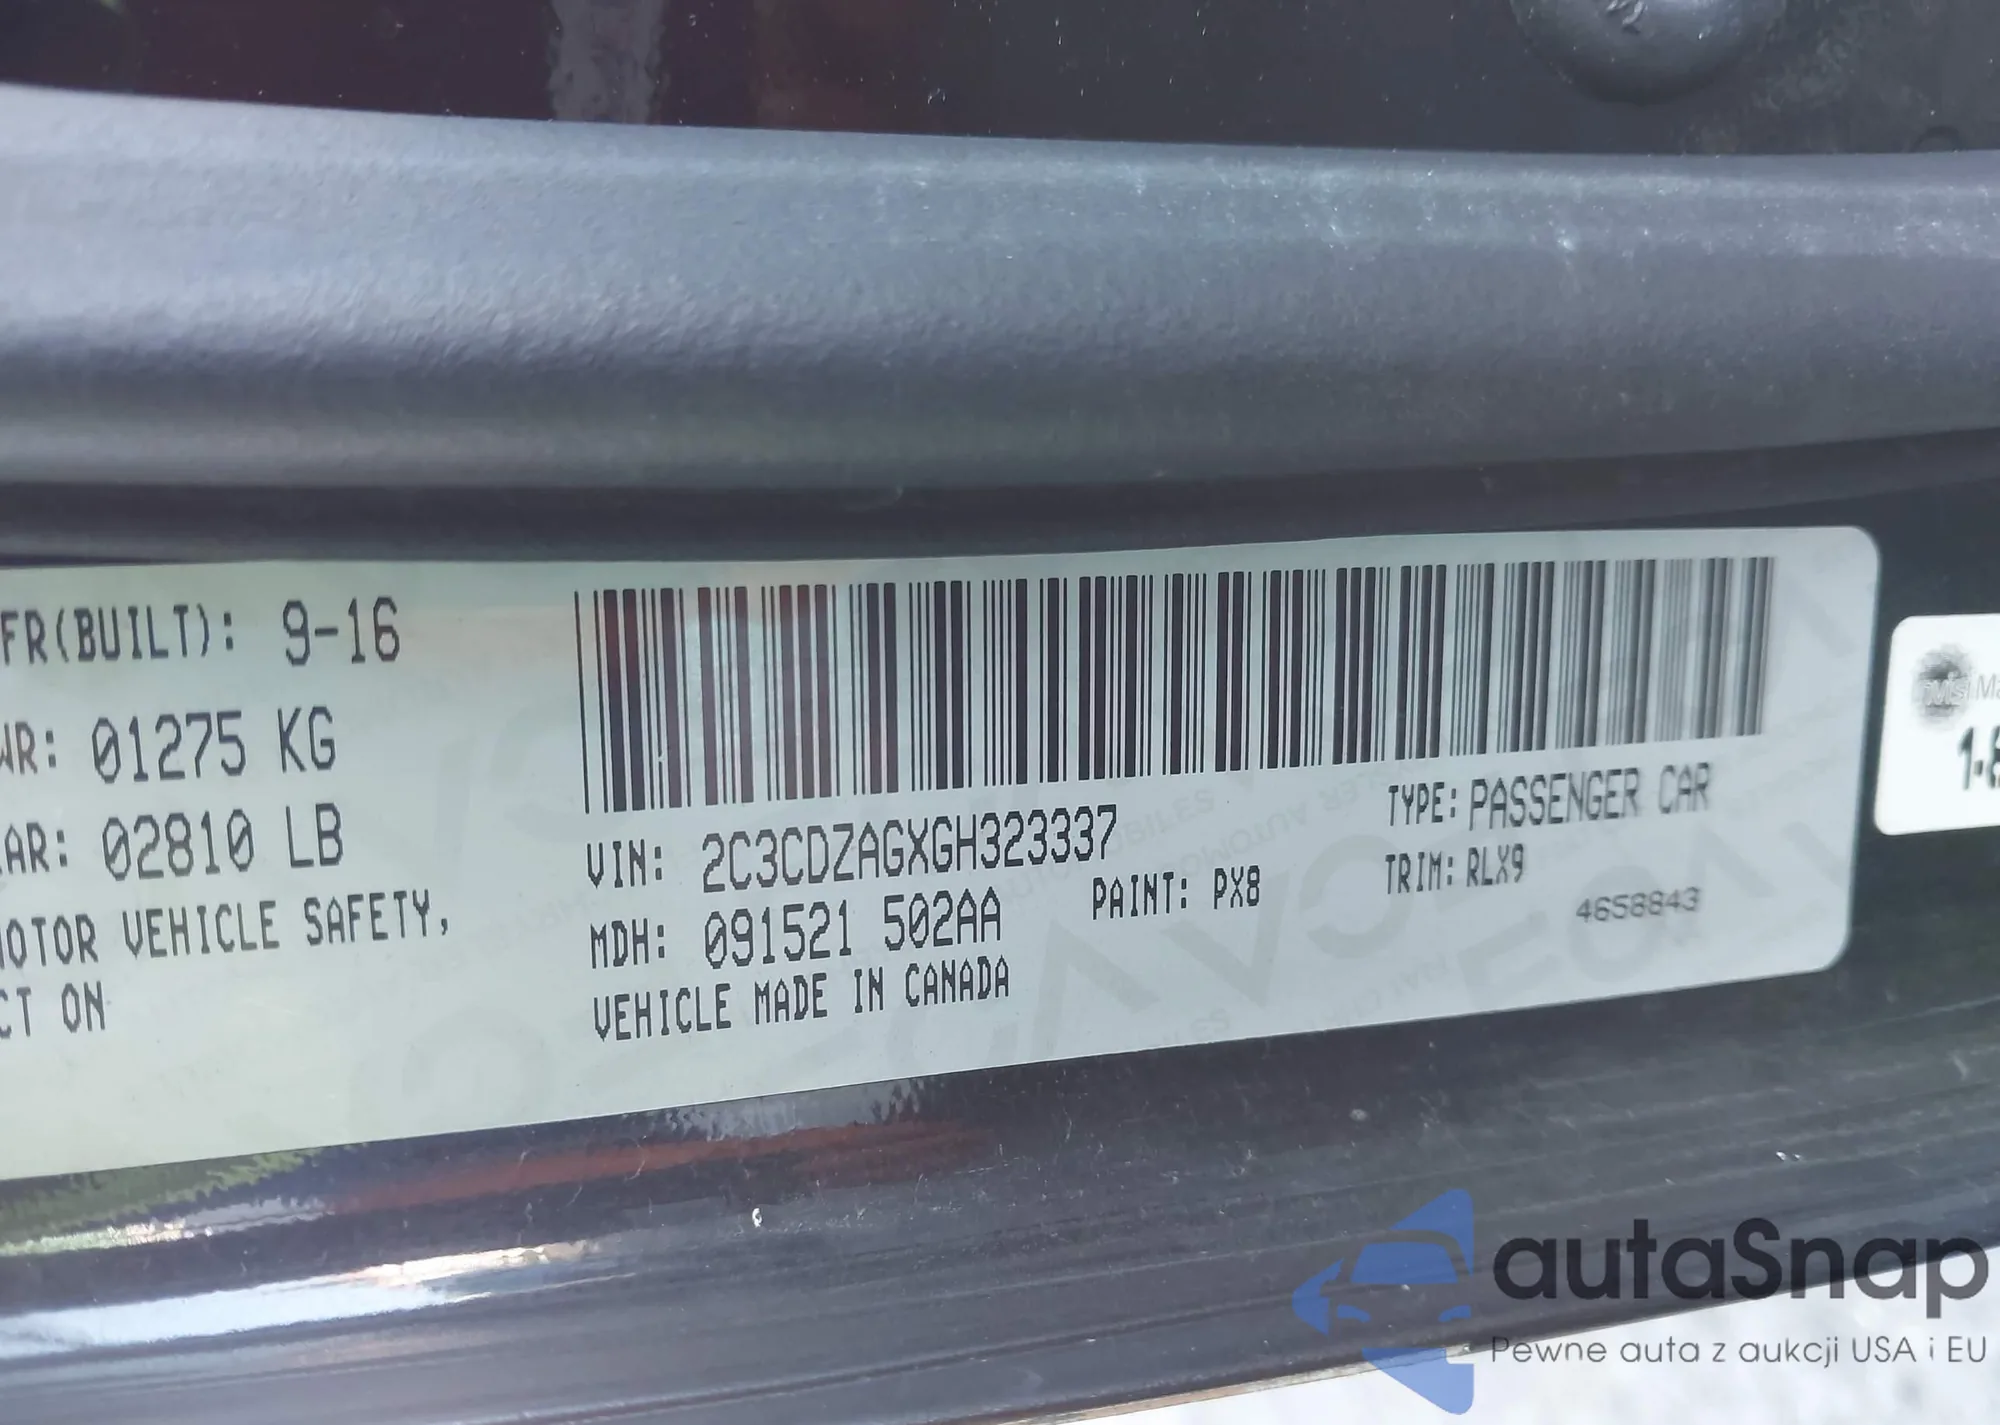 FR(BUILT): 9-16
WR: 01275 KG
AR: 02810 LB
MOTOR VEHICLE SAFETY,
CT ON
VIN: 2C3CDZAGXGH323337
MDH: 091521 502AA
PAINT: PX8
VEHICLE MADE IN CANADA
TYPE: PASSENGER CAR
TRIM: RLX9
4658843
autaSnap
Pewne auta z aukcji USA i EU